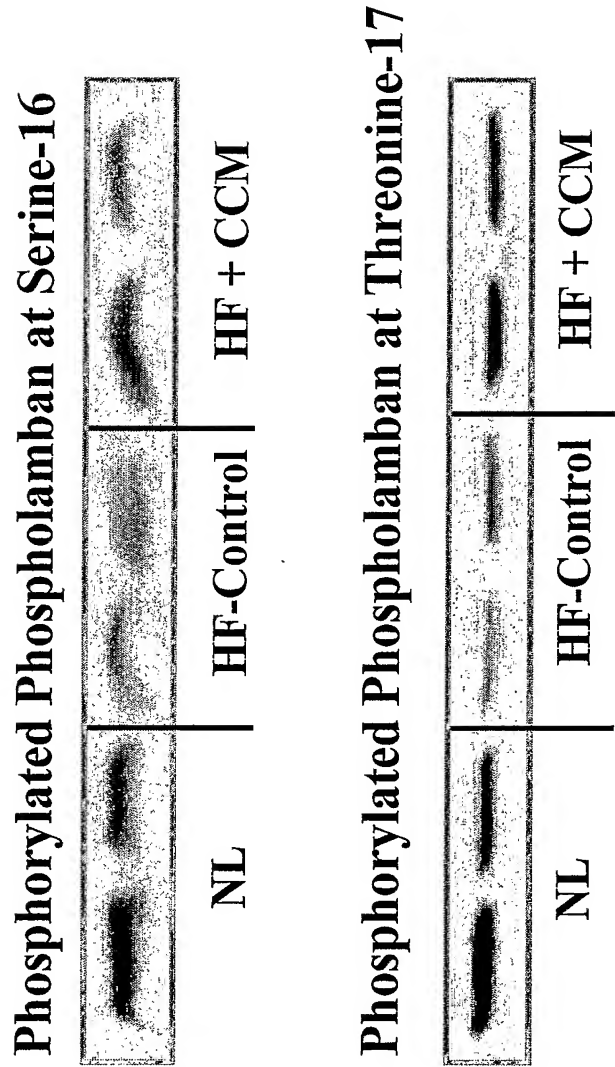 Phosphorylated Phospholamban at Serine-16
NL HF-Control HF + CCM
Phosphorylated Phospholamban at Threonine-17
NL HF-Control HF + CCM